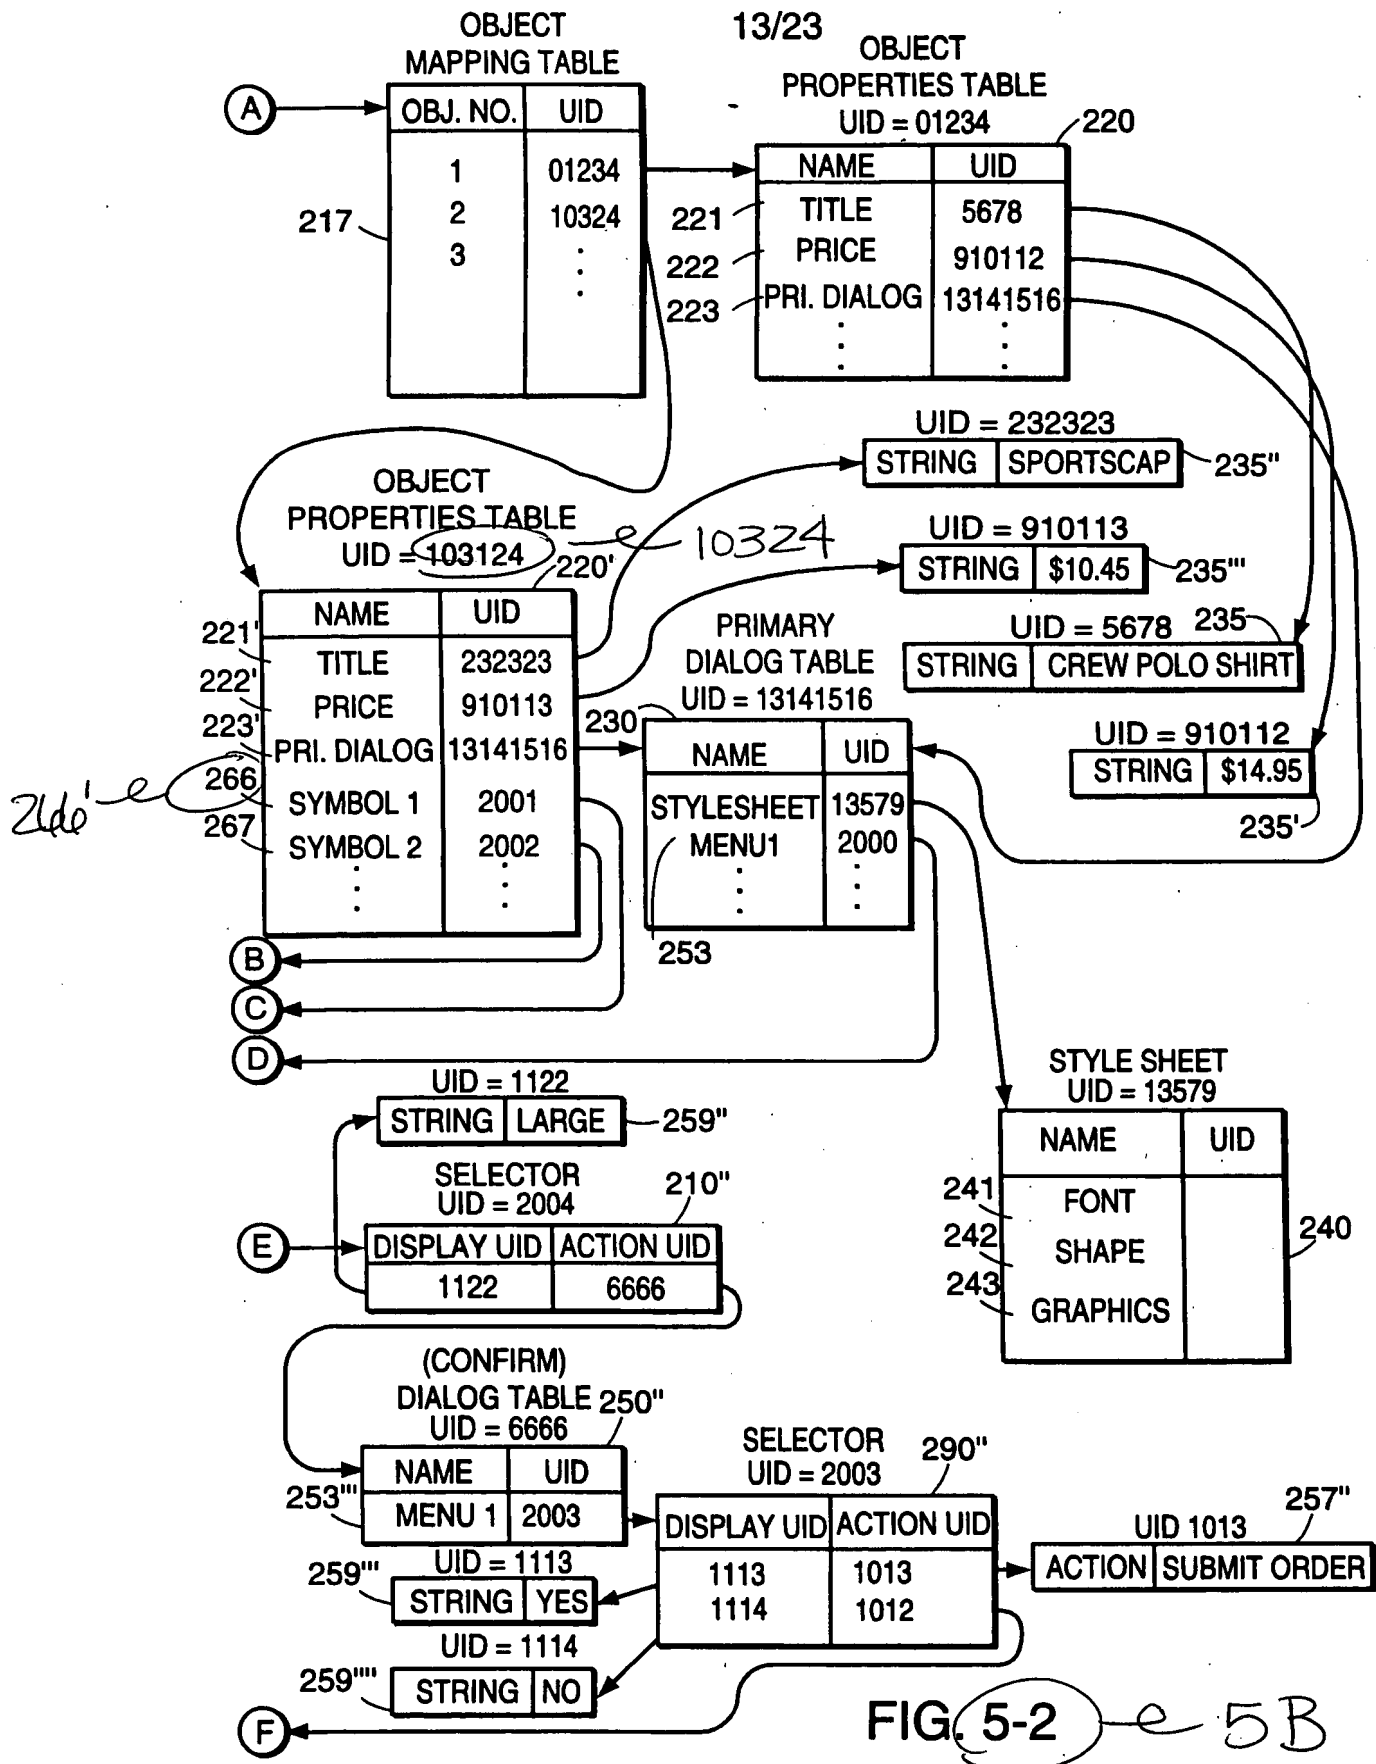 13/23
OBJECT
MAPPING TABLE
A
OBJ. NO. UID
1 01234
2 10324
3
217
OBJECT
PROPERTIES TABLE
UID = 01234
220
NAME UID
221 TITLE 5678
222 PRICE 910112
223 PRI. DIALOG 13141516
UID = 232323
STRING SPORTSCAP 235"
UID = 910113
STRING $10.45 235'''
UID = 5678 235
STRING CREW POLO SHIRT
UID = 910112
STRING $14.95
235'
OBJECT
PROPERTIES TABLE
UID = 103124 10324
220'
NAME UID
221' TITLE 232323
222' PRICE 910113
223' PRI. DIALOG 13141516
266' 266 SYMBOL 1 2001
267 SYMBOL 2 2002
PRIMARY
DIALOG TABLE
UID = 13141516
230
NAME UID
STYLESHEET 13579
MENU1 2000
253
B
C
D
STYLE SHEET
UID = 13579
NAME UID
241 FONT
242 SHAPE
243 GRAPHICS
240
UID = 1122
STRING LARGE 259"
SELECTOR
UID = 2004
210"
E
DISPLAY UID ACTION UID
1122 6666
(CONFIRM)
DIALOG TABLE
UID = 6666
250"
NAME UID
253''' MENU 1 2003
SELECTOR
UID = 2003
290"
DISPLAY UID ACTION UID
1113 1013
1114 1012
257"
UID 1013
ACTION SUBMIT ORDER
UID = 1113
259''' STRING YES
UID = 1114
259'''' STRING NO
F
FIG. 5-2 5B